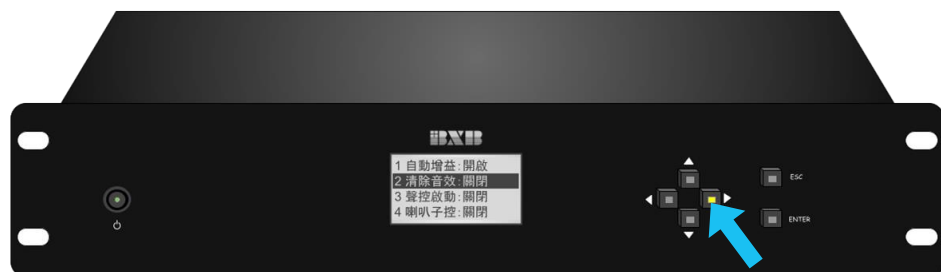 BXB
1 自動增益:開啟
2 清除音效:關閉
3 聲控啟動:關閉
4 喇叭子控:關閉
ESC
ENTER